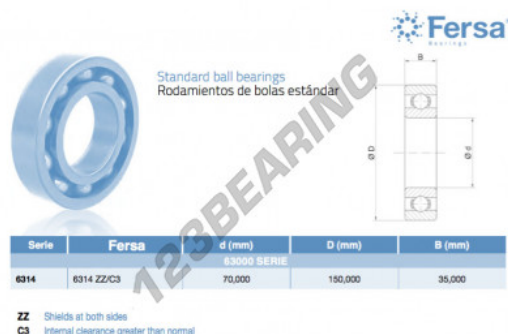 Fersa
Bearings
Standard ball bearings
Rodamientos de bolas estándar
B
Ø D
Ø d
123BEARING
Serie Fersa d (mm) D (mm) B (mm)
63000 SERIE
6314 6314 ZZ/C3 70,000 150,000 35,000
ZZ Shields at both sides
C3 Internal clearance greater than normal